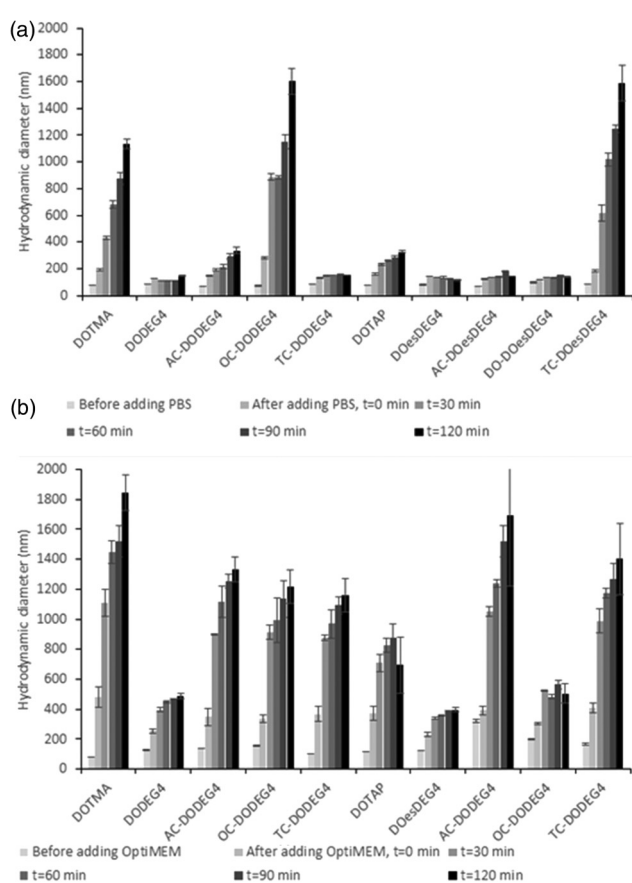 (a)
2000
1800
1600
1400
1200
1000
800
600
400
200
0
Hydrodynamic diameter (nm)
DOTMA
DODEG4
AC-DODEG4
OC-DODEG4
TC-DODEG4
DOTAP
DOesDEG4
AC-DOesDEG4
DO-DOesDEG4
TC-DOesDEG4
Before adding PBS
After adding PBS, t=0 min
t=30 min
t=60 min
t=90 min
t=120 min
(b)
2000
1800
1600
1400
1200
1000
800
600
400
200
0
Hydrodynamic diameter (nm)
DOTMA
DODEG4
AC-DODEG4
OC-DODEG4
TC-DODEG4
DOTAP
DOesDEG4
AC-DODEG4
OC-DODEG4
TC-DODEG4
Before adding OptiMEM
After adding OptiMEM, t=0 min
t=30 min
t=60 min
t=90 min
t=120 min